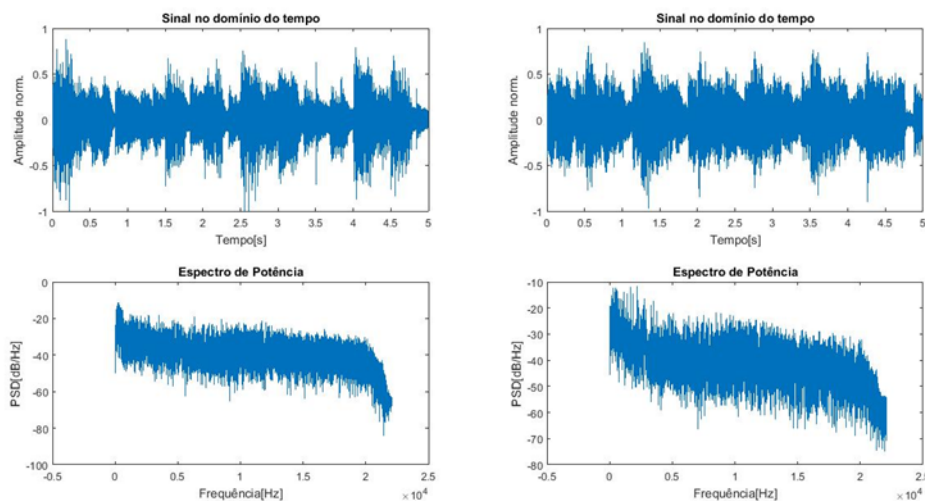 Sinal no domínio do tempo
Amplitude norm.
1
0.5
0
-0.5
-1
0 0.5 1 1.5 2 2.5 3 3.5 4 4.5 5
Tempo[s]
Sinal no domínio do tempo
Amplitude norm.
1
0.5
0
-0.5
-1
0 0.5 1 1.5 2 2.5 3 3.5 4 4.5 5
Tempo[s]
Espectro de Potência
PSD[dB/Hz]
0
-20
-40
-60
-80
-100
-0.5 0 0.5 1 1.5 2 2.5
Frequência[Hz]
×10⁴
Espectro de Potência
PSD[dB/Hz]
-10
-20
-30
-40
-50
-60
-70
-80
-0.5 0 0.5 1 1.5 2 2.5
Frequência[Hz]
×10⁴